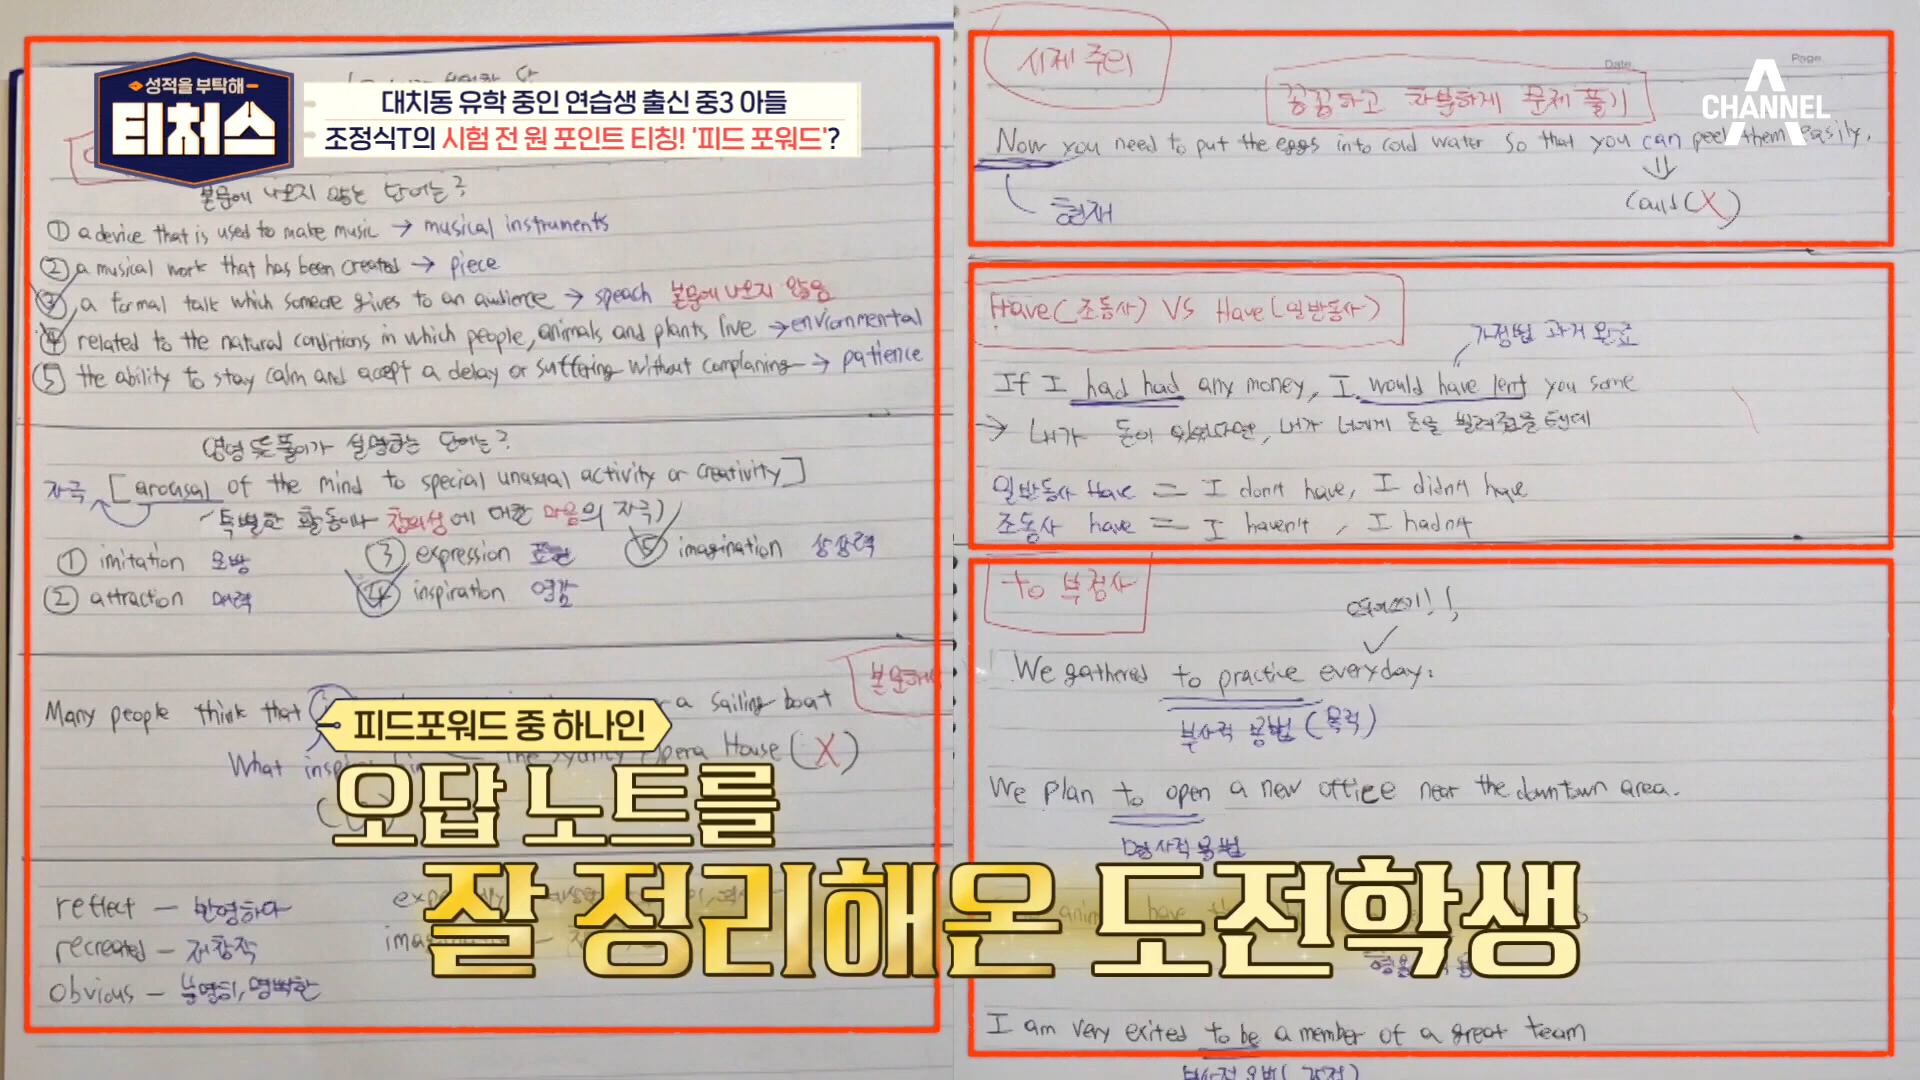 성적을 부탁해
티처스
대치동 유학 중인 연습생 출신 중3 아들
조정식T의 시험 전 원 포인트 티칭! '피드 포워드'?
본문에 나오지 않는 단어는?
① a device that is used to make music → musical instruments
② a musical work that has been created → piece
③ a formal talk which someone gives to an audience → speach 본문에 나오지 않음
④ related to the natural conditions in which people, animals and plants live → environmental
⑤ the ability to stay calm and accept a delay or suffering without complaning → patience
영영 뜻풀이가 설명하는 단어는?
자극 [arousal of the mind to special unusual activity or creativity]
특별한 활동이나 창의성에 대한 마음의 자극)
① imitation 모방 ③ expression 표현 ⑤ imagination 상상력
② attraction 매력 ④ inspiration 영감
본문해석
Many people think that a sailing boat
What Opera House (X)
피드포워드 중 하나인
오답 노트를
잘 정리해온 도전학생
reflect - 반영하다
recreated - 재창작
obvious - 분명히, 명백한
Date
Page
CHANNEL A
시제 주의
꼼꼼하고 차분하게 문제 풀기
Now you need to put the eggs into cold water so that you can peel them easily.
현재
could (X)
Have(조동사) VS Have(일반동사)
가정법 과거 완료
If I had had any money, I would have lent you some
→ 내가 돈이 있었다면, 내가 너에게 돈을 빌려줬을텐데
일반동사 have = I don't have, I didn't have
조동사 have = I haven't, I hadn't
to 부정사
We gathered to practice everyday.
부사적 용법 (목적)
We plan to open a new office near the downtown area.
명사적 용법
I am very exited to be a member of a great team